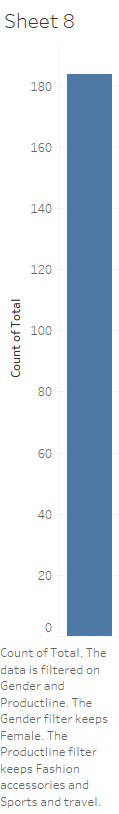 Sheet 8
180
160
140
120
100
80
60
40
20
0
Count of Total
Count of Total. The
data is filtered on
Gender and
Productline. The
Gender filter keeps
Female. The
Productline filter
keeps Fashion
accessories and
Sports and travel.